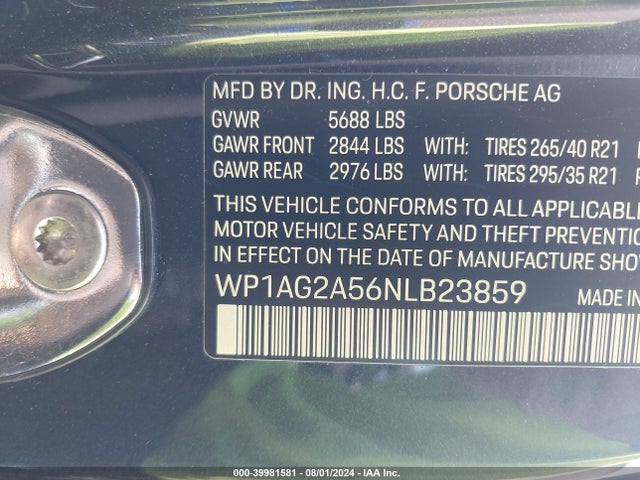 MFD BY DR. ING. H.C. F. PORSCHE AG
GVWR 5688 LBS
GAWR FRONT 2844 LBS WITH: TIRES 265/40 R21
GAWR REAR 2976 LBS WITH: TIRES 295/35 R21
THIS VEHICLE CONFORMS TO ALL APPLICABLE
MOTOR VEHICLE SAFETY AND THEFT PREVENTIO
IN EFFECT ON THE DATE OF MANUFACTURE SHO
WP1AG2A56NLB23859 MADE IN
000-39981581 • 08/01/2024 • IAA Inc.